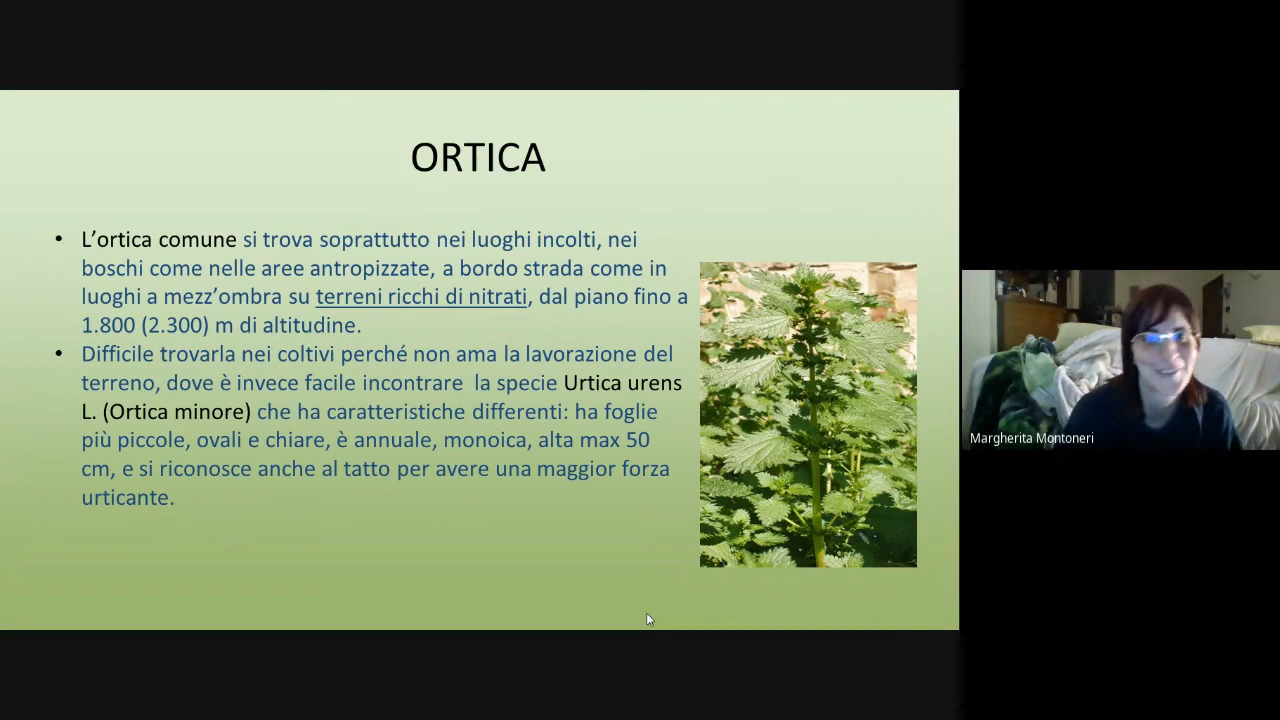 ORTICA
• L’ortica comune si trova soprattutto nei luoghi incolti, nei
boschi come nelle aree antropizzate, a bordo strada come in
luoghi a mezz’ombra su terreni ricchi di nitrati, dal piano fino a
1.800 (2.300) m di altitudine.
• Difficile trovarla nei coltivi perché non ama la lavorazione del
terreno, dove è invece facile incontrare  la specie Urtica urens
L. (Ortica minore) che ha caratteristiche differenti: ha foglie
più piccole, ovali e chiare, è annuale, monoica, alta max 50
cm, e si riconosce anche al tatto per avere una maggior forza
urticante.
Margherita Montoneri